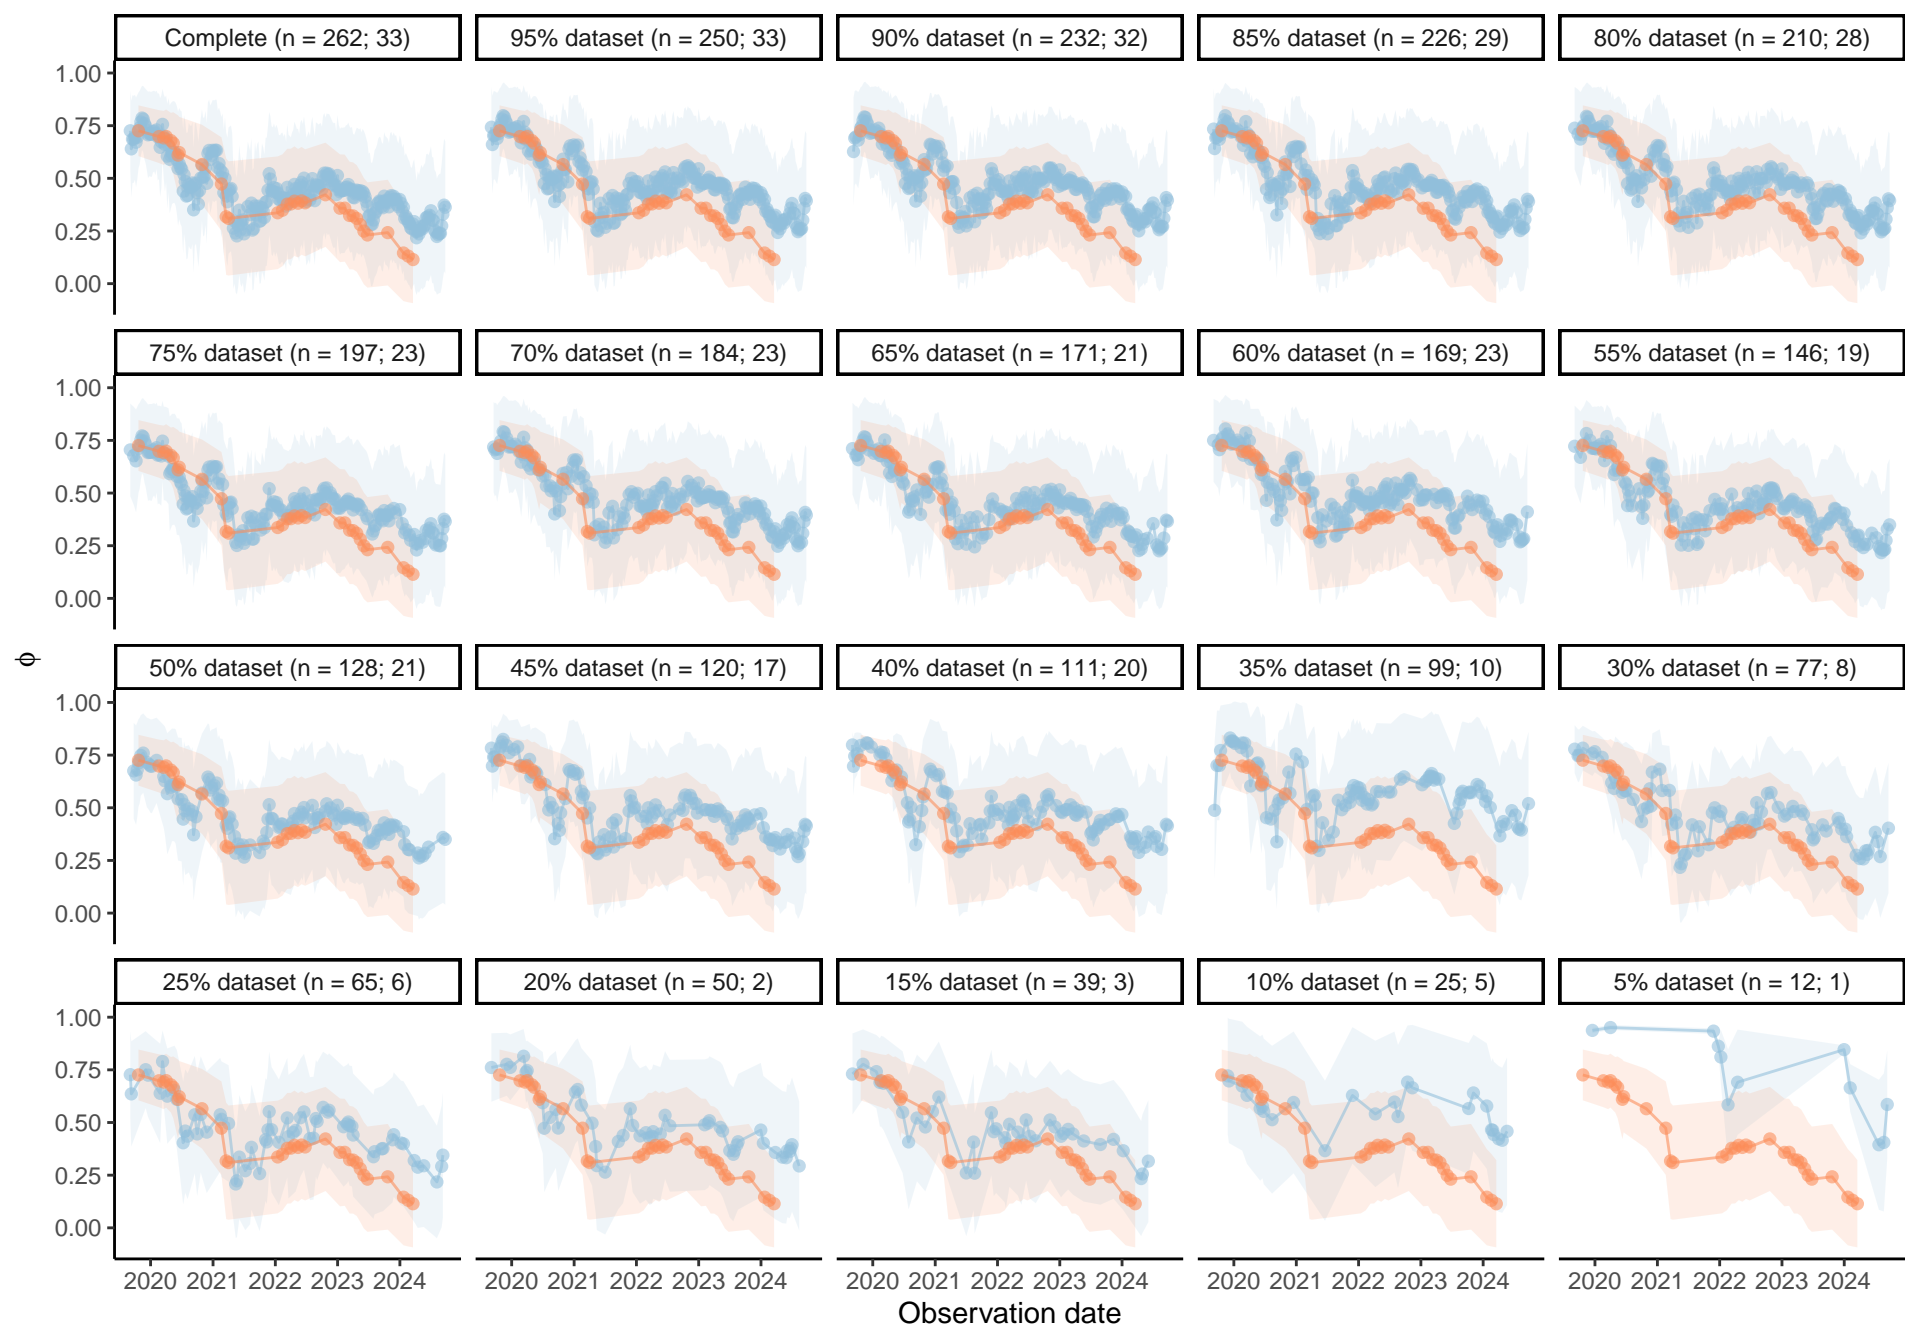 Complete (n = 262; 33)
95% dataset (n = 250; 33)
90% dataset (n = 232; 32)
85% dataset (n = 226; 29)
80% dataset (n = 210; 28)
1.00
0.75
0.50
0.25
0.00
75% dataset (n = 197; 23)
70% dataset (n = 184; 23)
65% dataset (n = 171; 21)
60% dataset (n = 169; 23)
55% dataset (n = 146; 19)
1.00
0.75
0.50
0.25
0.00
ϕ
50% dataset (n = 128; 21)
45% dataset (n = 120; 17)
40% dataset (n = 111; 20)
35% dataset (n = 99; 10)
30% dataset (n = 77; 8)
1.00
0.75
0.50
0.25
0.00
25% dataset (n = 65; 6)
20% dataset (n = 50; 2)
15% dataset (n = 39; 3)
10% dataset (n = 25; 5)
5% dataset (n = 12; 1)
1.00
0.75
0.50
0.25
0.00
2020 2021 2022 2023 2024
2020 2021 2022 2023 2024
2020 2021 2022 2023 2024
2020 2021 2022 2023 2024
2020 2021 2022 2023 2024
Observation date